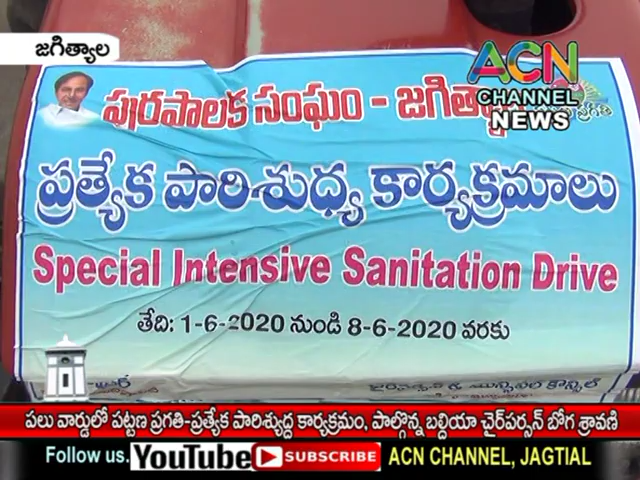 జగిత్యాల
ACN
CHANNEL
NEWS
పురపాలక సంఘం - జగిత్యా
ప్రత్యేక పారిశుధ్య కార్యక్రమాలు
Special Intensive Sanitation Drive
తేది: 1-6-2020 నుండి 8-6-2020 వరకు
పలు వార్డులో పట్టణ ప్రగతి-ప్రత్యేక పారిశుద్ద కార్యక్రమం, పాల్గొన్న బల్దియా చైర్‌పర్సన్ బోగ శ్రావణి
Follow us. YouTube SUBSCRIBE ACN CHANNEL, JAGTIAL